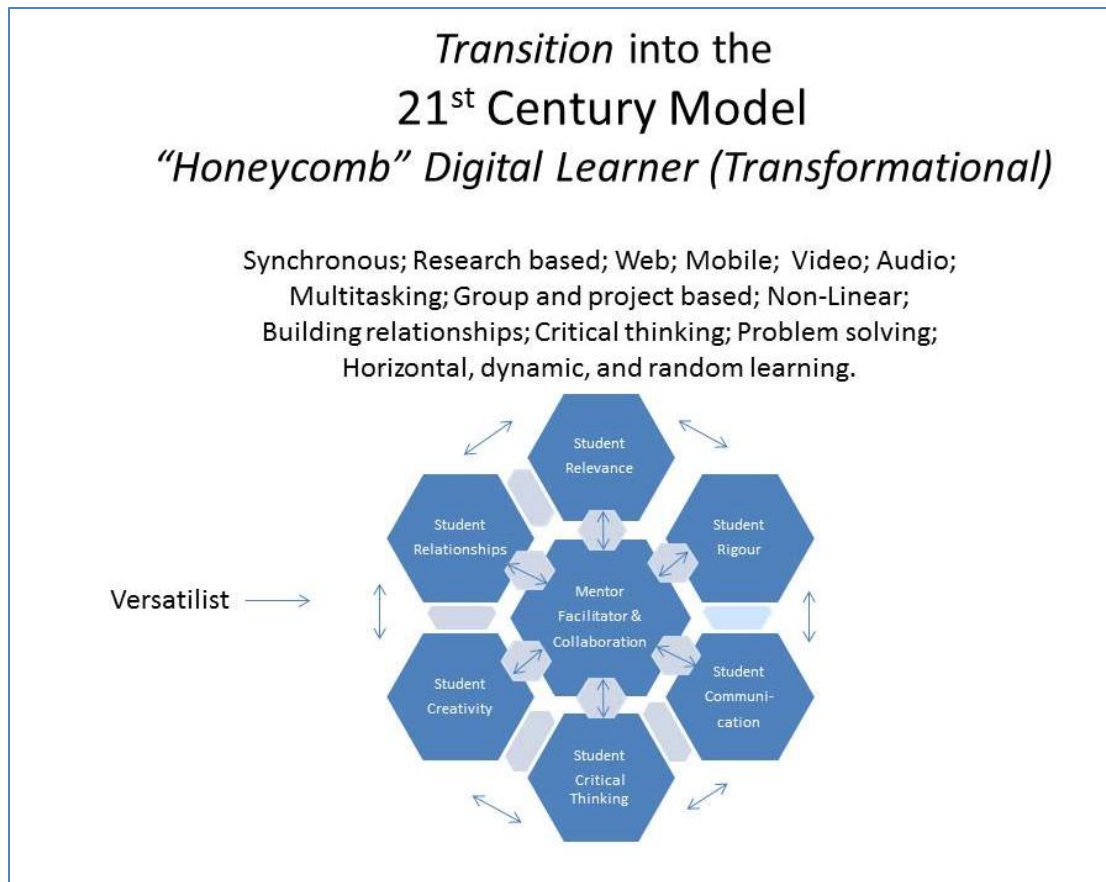 Transition into the
21st Century Model
“Honeycomb” Digital Learner (Transformational)
Synchronous; Research based; Web; Mobile; Video; Audio;
Multitasking; Group and project based; Non-Linear;
Building relationships; Critical thinking; Problem solving;
Horizontal, dynamic, and random learning.
Student
Relevance
Student
Relationships
Student
Rigour
Versatilist
Mentor
Facilitator &
Collaboration
Student
Creativity
Student
Communi-
cation
Student
Critical
Thinking